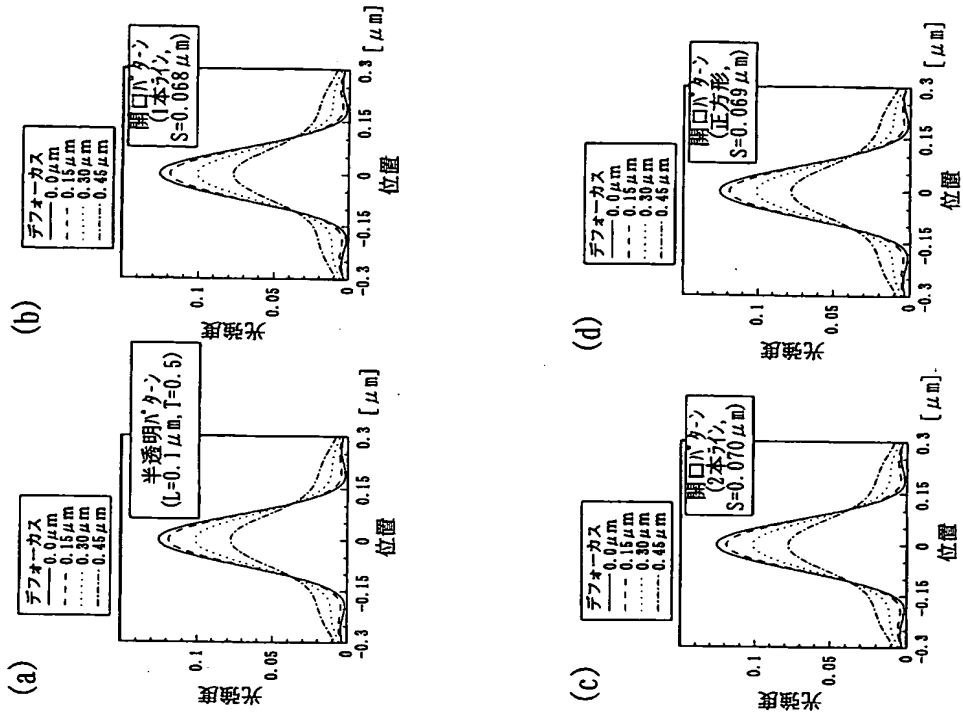 (a)
デフォーカス
0.0μm
0.15μm
0.30μm
0.45μm
半透明パターン
(L=0.1μm, T=0.5)
光強度
0.1
0.05
0
-0.3
-0.15
0
0.15
0.3
[μm]
位置
(b)
デフォーカス
0.0μm
0.15μm
0.30μm
0.45μm
開口パターン
(1本ライン,
S=0.068μm)
光強度
0.1
0.05
0
-0.3
-0.15
0
0.15
0.3
[μm]
位置
(c)
デフォーカス
0.0μm
0.15μm
0.30μm
0.45μm
開口パターン
(2本ライン,
S=0.070μm)
光強度
0.1
0.05
0
-0.3
-0.15
0
0.15
0.3
[μm]
位置
(d)
デフォーカス
0.0μm
0.15μm
0.30μm
0.45μm
開口パターン
(正方形,
S=0.069μm)
光強度
0.1
0.05
0
-0.3
-0.15
0
0.15
0.3
[μm]
位置